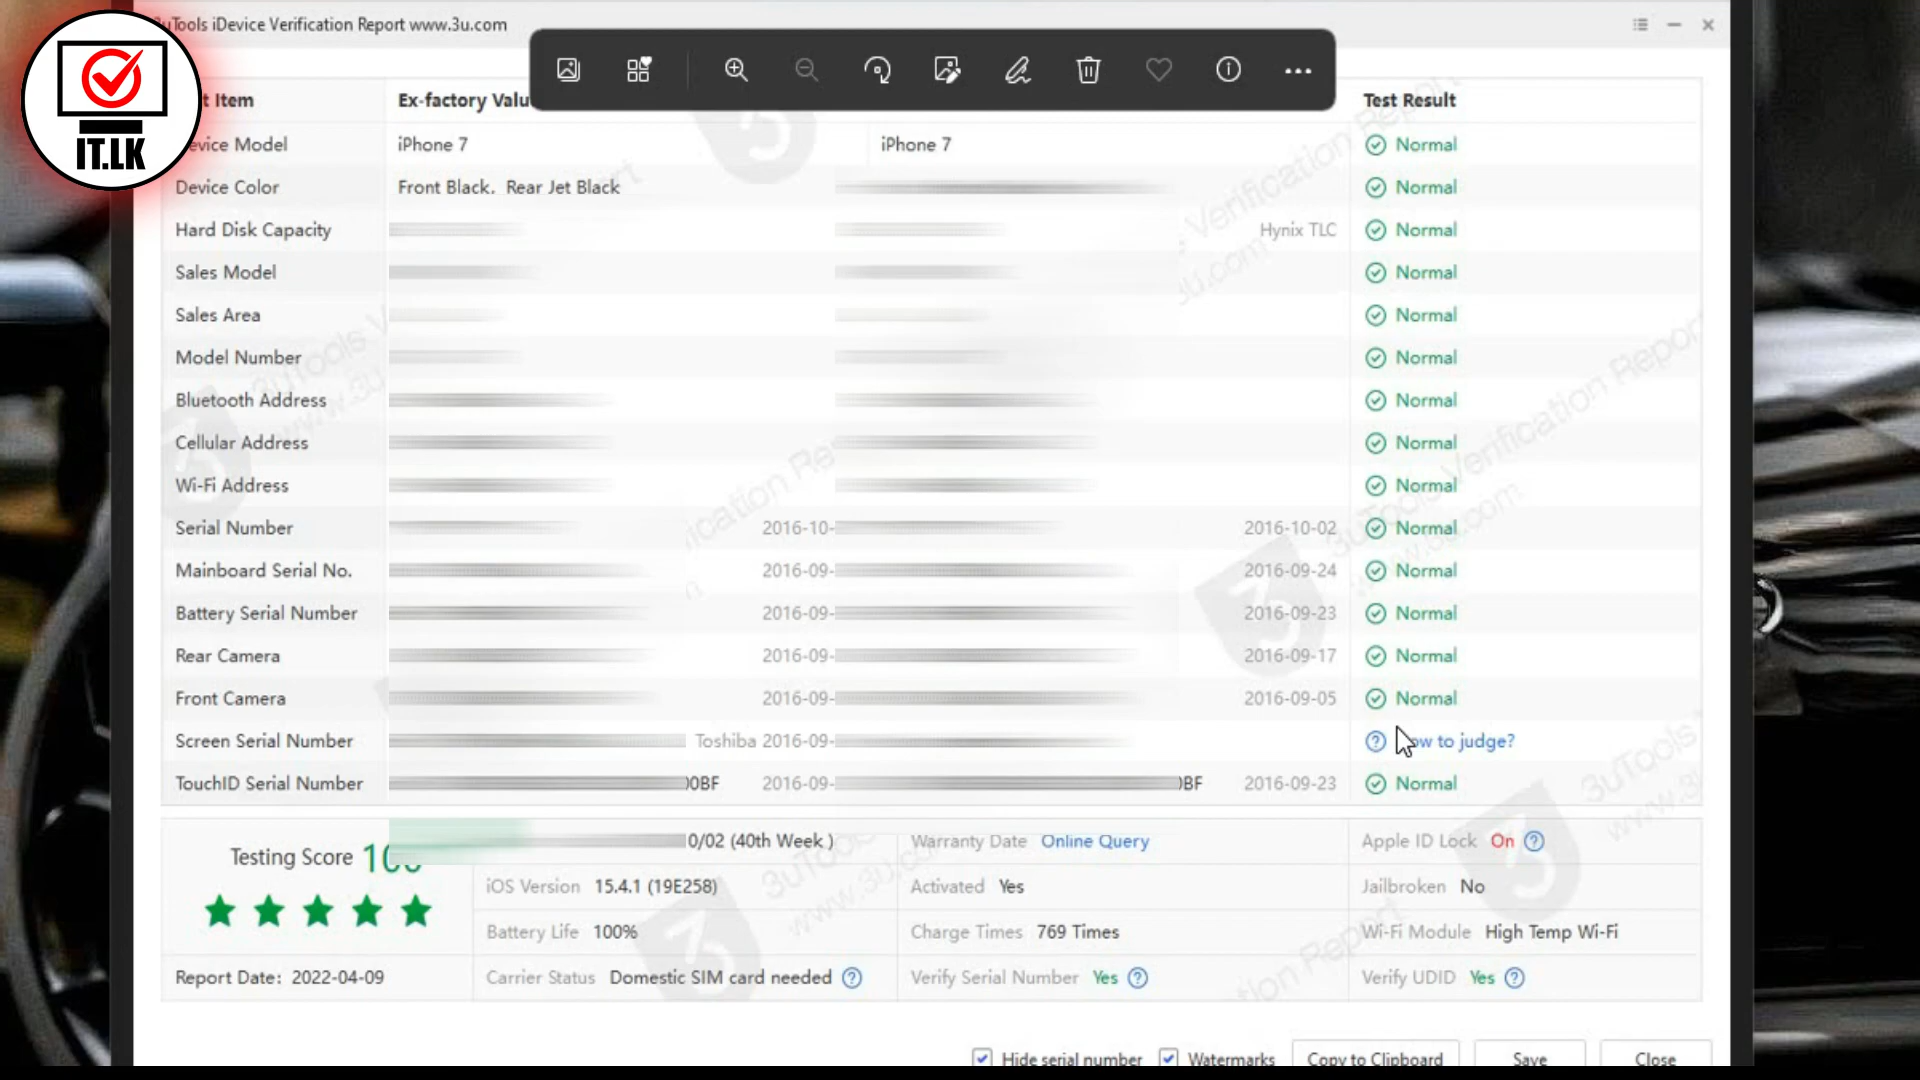 uTools iDevice Verification Report www.3u.com
IT.LK
Item Ex-factory Valu Test Result
evice Model iPhone 7 iPhone 7 Normal
Device Color Front Black. Rear Jet Black Normal
Hard Disk Capacity Hynix TLC Normal
Sales Model Normal
Sales Area Normal
Model Number Normal
Bluetooth Address Normal
Cellular Address Normal
Wi-Fi Address Normal
Serial Number 2016-10- 2016-10-02 Normal
Mainboard Serial No. 2016-09- 2016-09-24 Normal
Battery Serial Number 2016-09- 2016-09-23 Normal
Rear Camera 2016-09- 2016-09-17 Normal
Front Camera 2016-09- 2016-09-05 Normal
Screen Serial Number Toshiba 2016-09- ow to judge?
TouchID Serial Number 00BF 2016-09- 0BF 2016-09-23 Normal
Testing Score 100 0/02 (40th Week ) Warranty Date Online Query Apple ID Lock On
iOS Version 15.4.1 (19E258) Activated Yes Jailbroken No
Battery Life 100% Charge Times 769 Times Wi-Fi Module High Temp Wi-Fi
Report Date: 2022-04-09 Carrier Status Domestic SIM card needed Verify Serial Number Yes Verify UDID Yes
Hide serial number Watermarks Copy to Clipboard Save Close